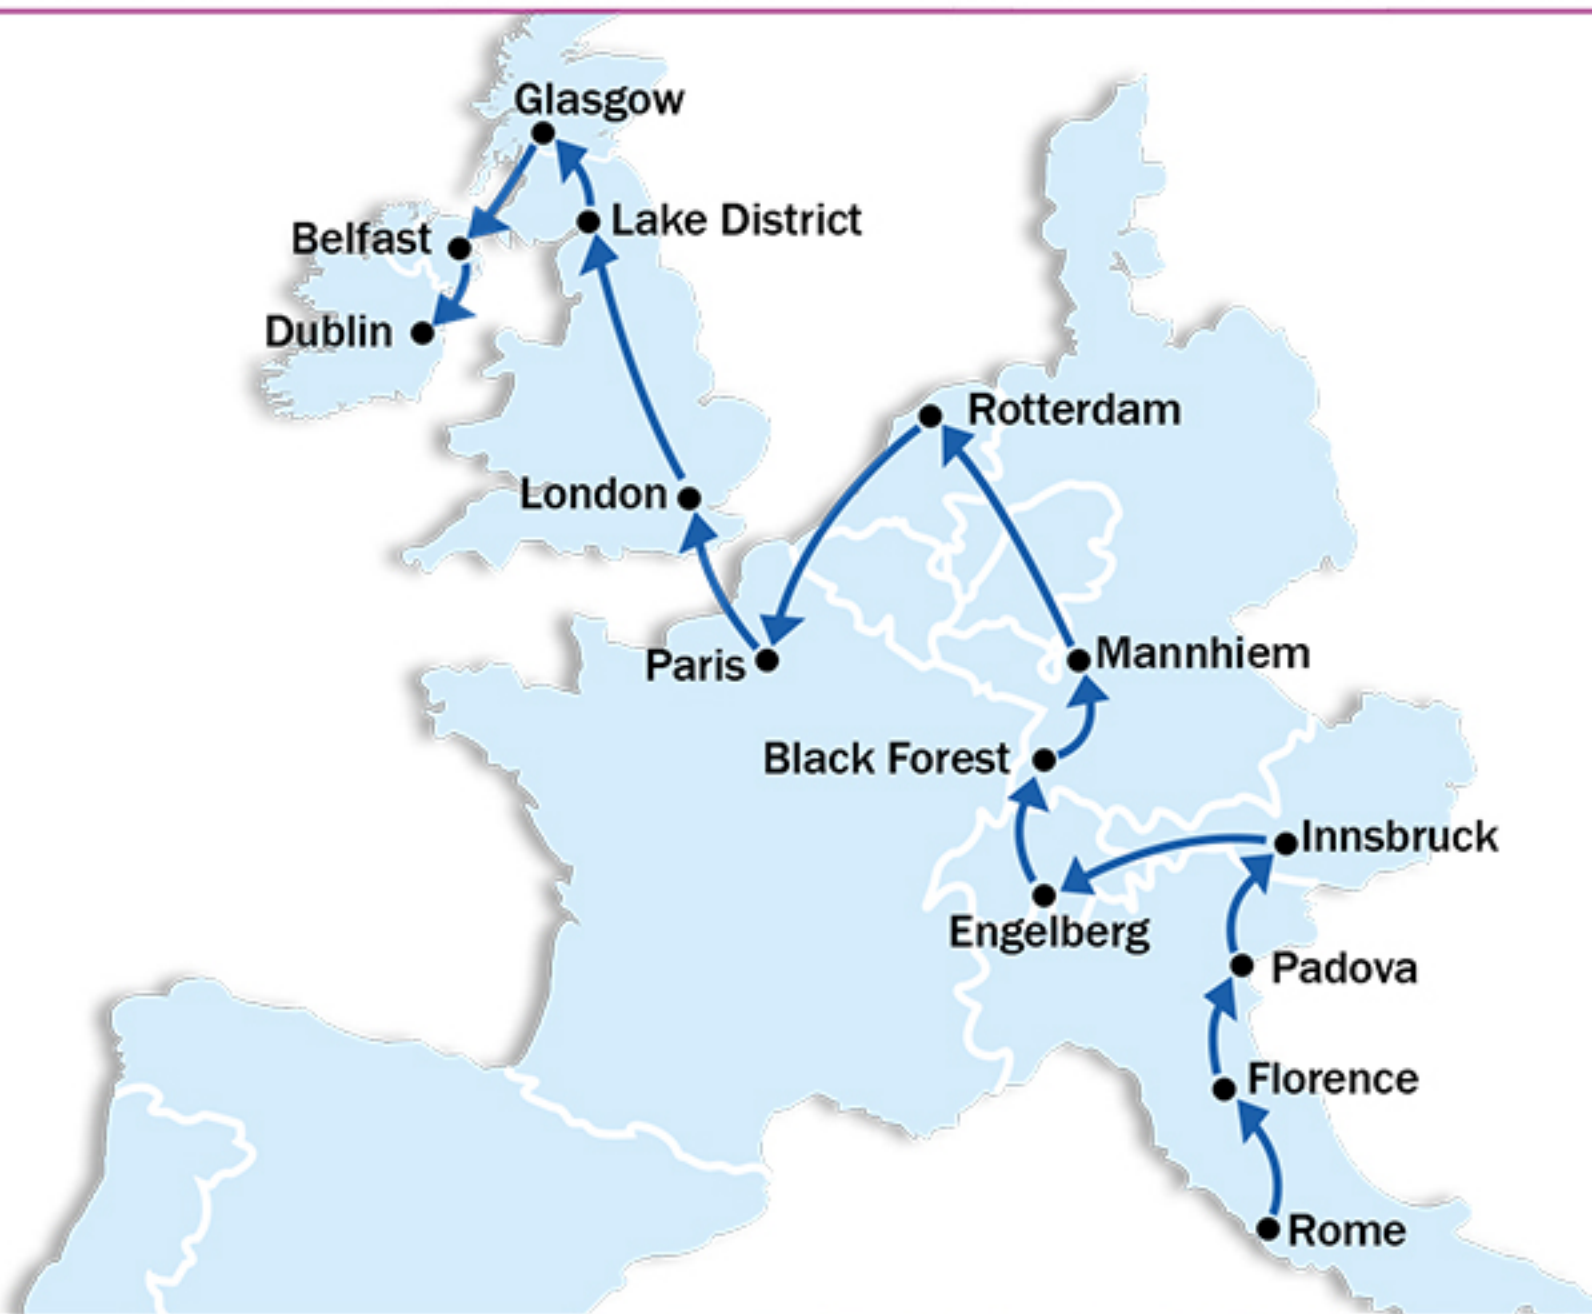 Glasgow
Lake District
Belfast
Dublin
Rotterdam
London
Mannhiem
Paris
Black Forest
Innsbruck
Engelberg
Padova
Florence
Rome